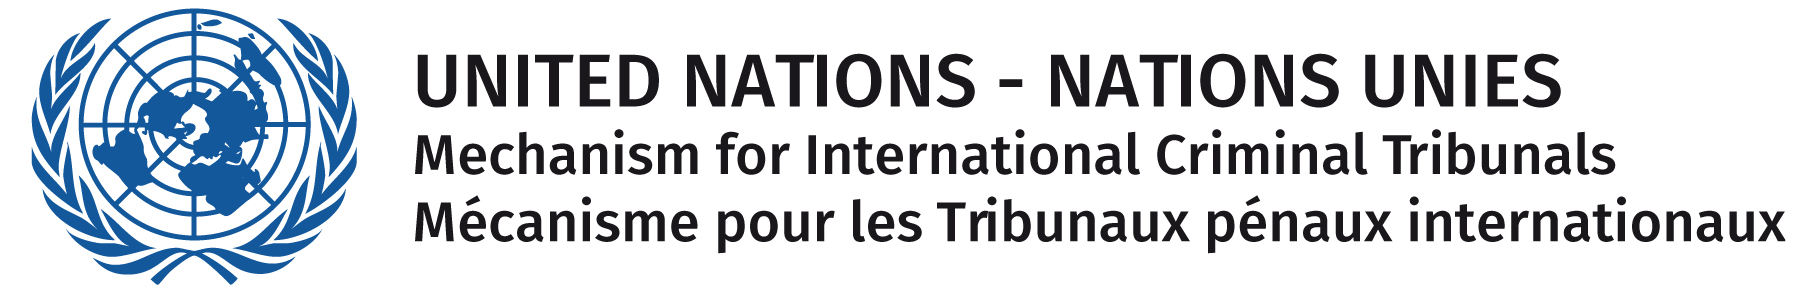 UNITED NATIONS - NATIONS UNIES
Mechanism for International Criminal Tribunals
Mécanisme pour les Tribunaux pénaux internationaux